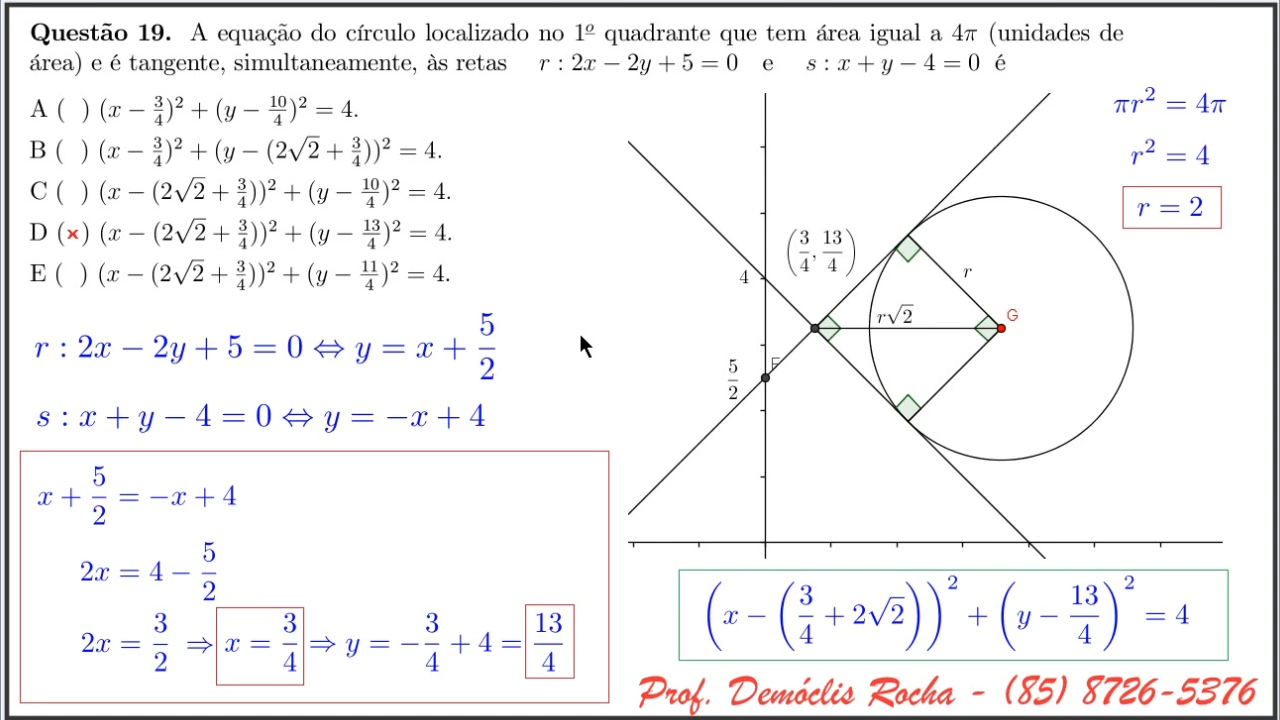 Questão 19. A equação do círculo localizado no 1º quadrante que tem área igual a 4π (unidades de
área) e é tangente, simultaneamente, às retas r : 2x − 2y + 5 = 0 e s : x + y − 4 = 0 é
A ( ) (x − 3/4)² + (y − 10/4)² = 4.
B ( ) (x − 3/4)² + (y − (2√2 + 3/4))² = 4.
C ( ) (x − (2√2 + 3/4))² + (y − 10/4)² = 4.
D (×) (x − (2√2 + 3/4))² + (y − 13/4)² = 4.
E ( ) (x − (2√2 + 3/4))² + (y − 11/4)² = 4.
r : 2x − 2y + 5 = 0 ⇔ y = x + 5/2
s : x + y − 4 = 0 ⇔ y = −x + 4
x + 5/2 = −x + 4
2x = 4 − 5/2
2x = 3/2 ⇒ x = 3/4 ⇒ y = −3/4 + 4 = 13/4
πr² = 4π
r² = 4
r = 2
(3/4, 13/4)
4
r
r√2
G
5/2
(x − (3/4 + 2√2))² + (y − 13/4)² = 4
Prof. Demóclis Rocha - (85) 8726-5376